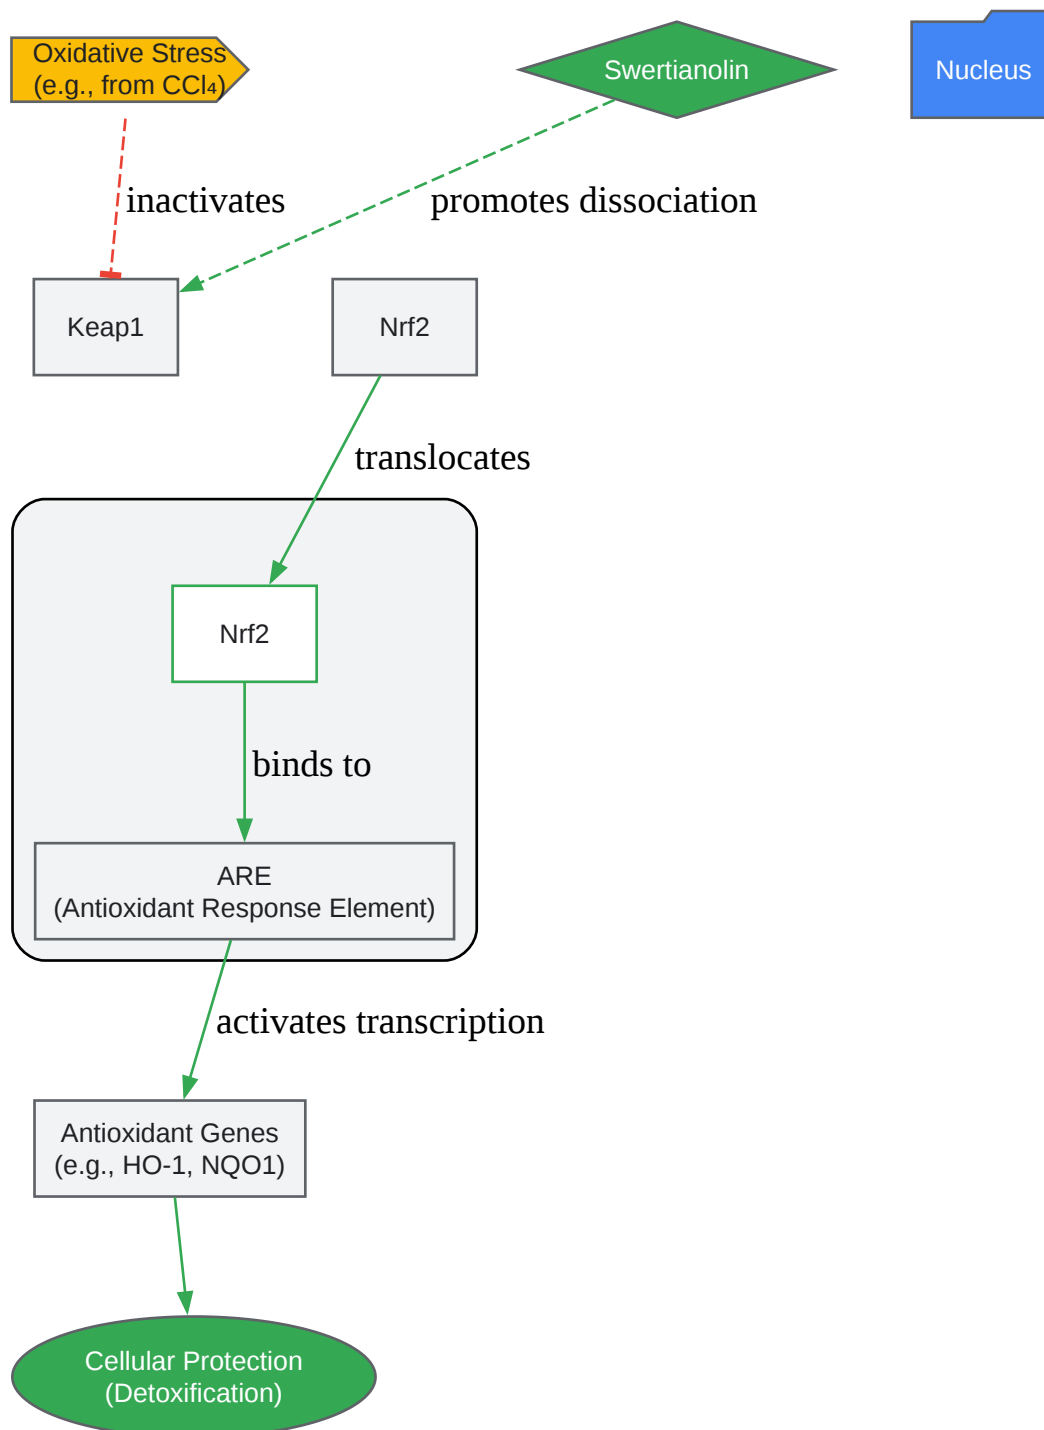 Oxidative Stress
(e.g., from CCl₄)
Swertianolin
Nucleus
inactivates
promotes dissociation
Keap1
Nrf2
translocates
Nrf2
binds to
ARE
(Antioxidant Response Element)
activates transcription
Antioxidant Genes
(e.g., HO-1, NQO1)
Cellular Protection
(Detoxification)